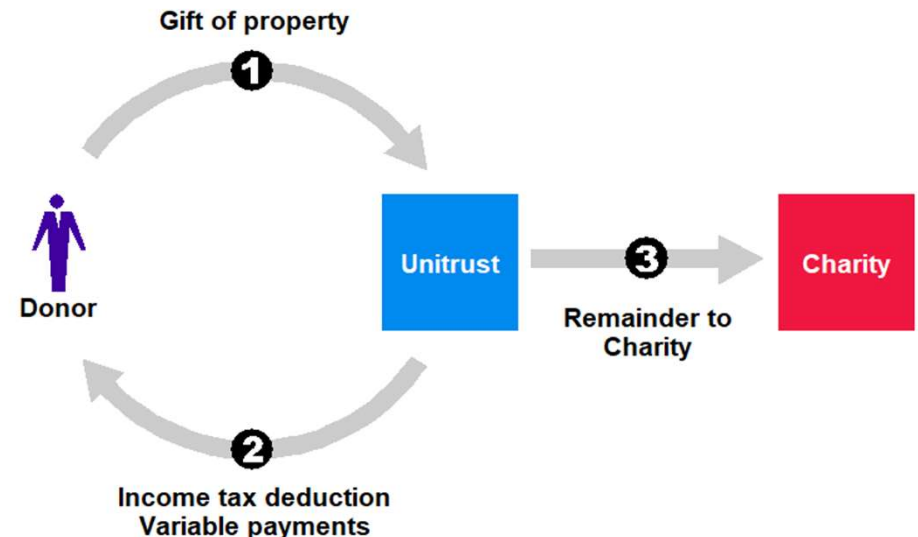 Gift of property
1
Donor
Unitrust
3
Charity
Remainder to
Charity
2
Income tax deduction
Variable payments